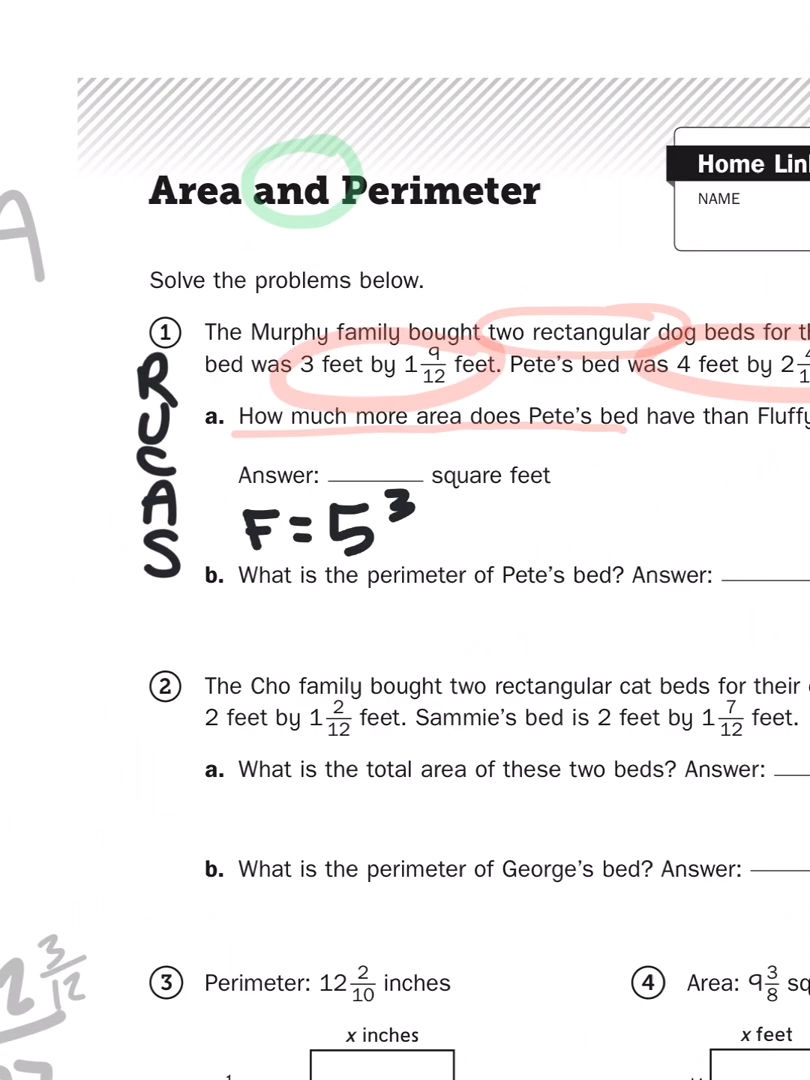 Home Lin
Area and Perimeter
NAME
A
Solve the problems below.
1 The Murphy family bought two rectangular dog beds for
bed was 3 feet by 1 9/12 feet. Pete's bed was 4 feet by 2
a. How much more area does Pete's bed have than Fluffy
Answer: ________ square feet
RUCAS
F = 5 3
b. What is the perimeter of Pete's bed? Answer: ________
2 The Cho family bought two rectangular cat beds for their
2 feet by 1 2/12 feet. Sammie's bed is 2 feet by 1 7/12 feet.
a. What is the total area of these two beds? Answer: ____
b. What is the perimeter of George's bed? Answer: ______
2 3/12
3 Perimeter: 12 2/10 inches
4 Area: 9 3/8 sq
x inches
x feet